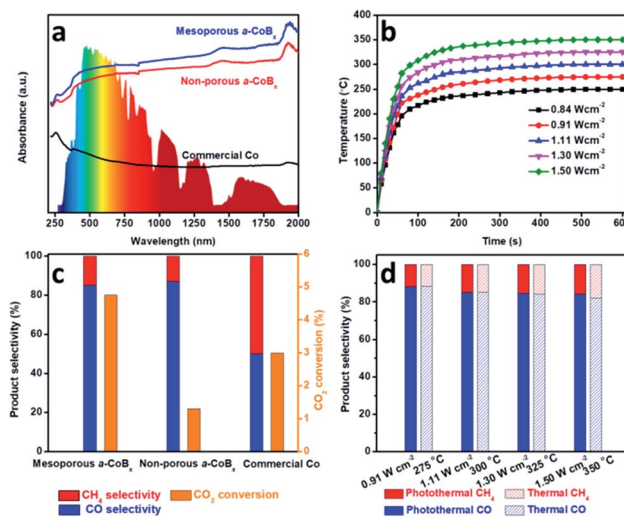 a
Mesoporous a-CoBx
Non-porous a-CoBx
Commercial Co
Absorbance (a.u.)
250 500 750 1000 1250 1500 1750 2000
Wavelength (nm)
b
400
350
300
250
200
150
100
50
0
Temperature (°C)
0.84 Wcm-2
0.91 Wcm-2
1.11 Wcm-2
1.30 Wcm-2
1.50 Wcm-2
0 100 200 300 400 500 600
Time (s)
c
100
80
60
40
20
0
Product selectivity (%)
6
5
4
3
2
1
0
CO2 conversion (%)
Mesoporous a-CoBx Non-porous a-CoBx Commercial Co
CH4 selectivity CO2 conversion
CO selectivity
d
100
80
60
40
20
0
Product selectivity (%)
0.91 W cm-2 275 °C 1.11 W cm-2 300 °C 1.30 W cm-2 325 °C 1.50 W cm-2 350 °C
Photothermal CH4 Thermal CH4
Photothermal CO Thermal CO